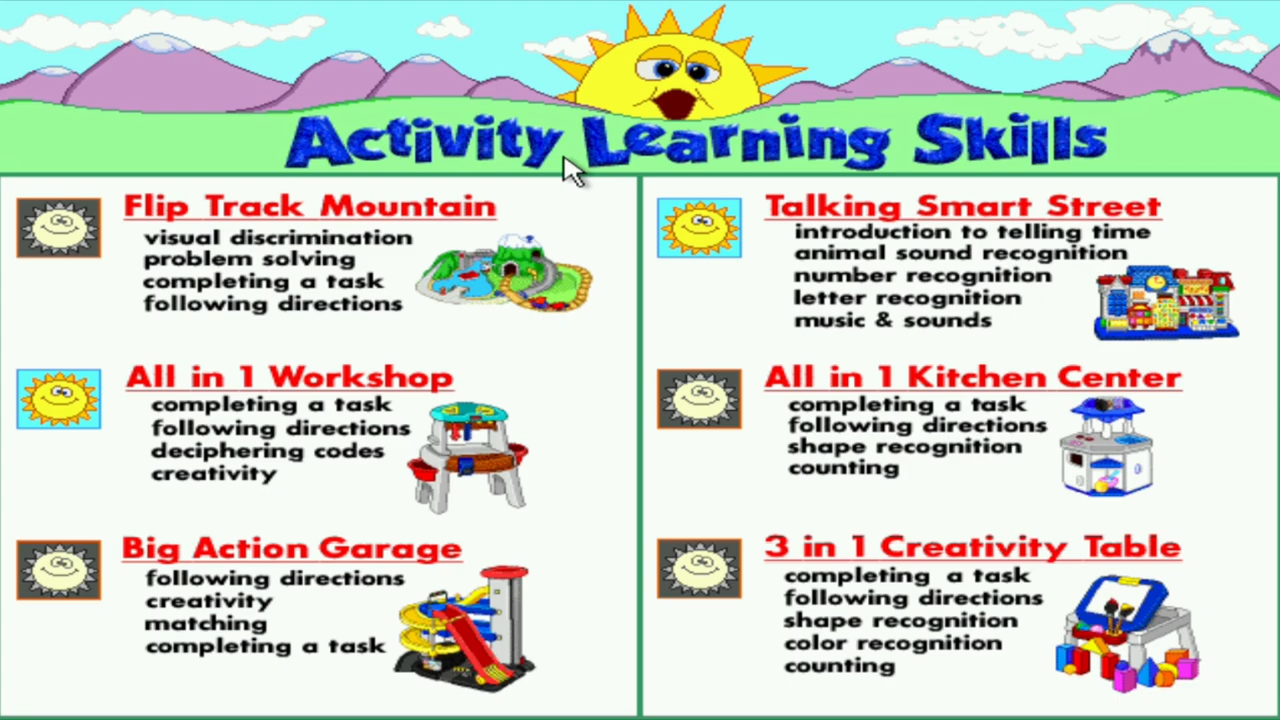 Activity Learning Skills
Flip Track Mountain
visual discrimination
problem solving
completing a task
following directions
All in 1 Workshop
completing a task
following directions
deciphering codes
creativity
Big Action Garage
following directions
creativity
matching
completing a task
Talking Smart Street
introduction to telling time
animal sound recognition
number recognition
letter recognition
music & sounds
All in 1 Kitchen Center
completing a task
following directions
shape recognition
counting
3 in 1 Creativity Table
completing a task
following directions
shape recognition
color recognition
counting